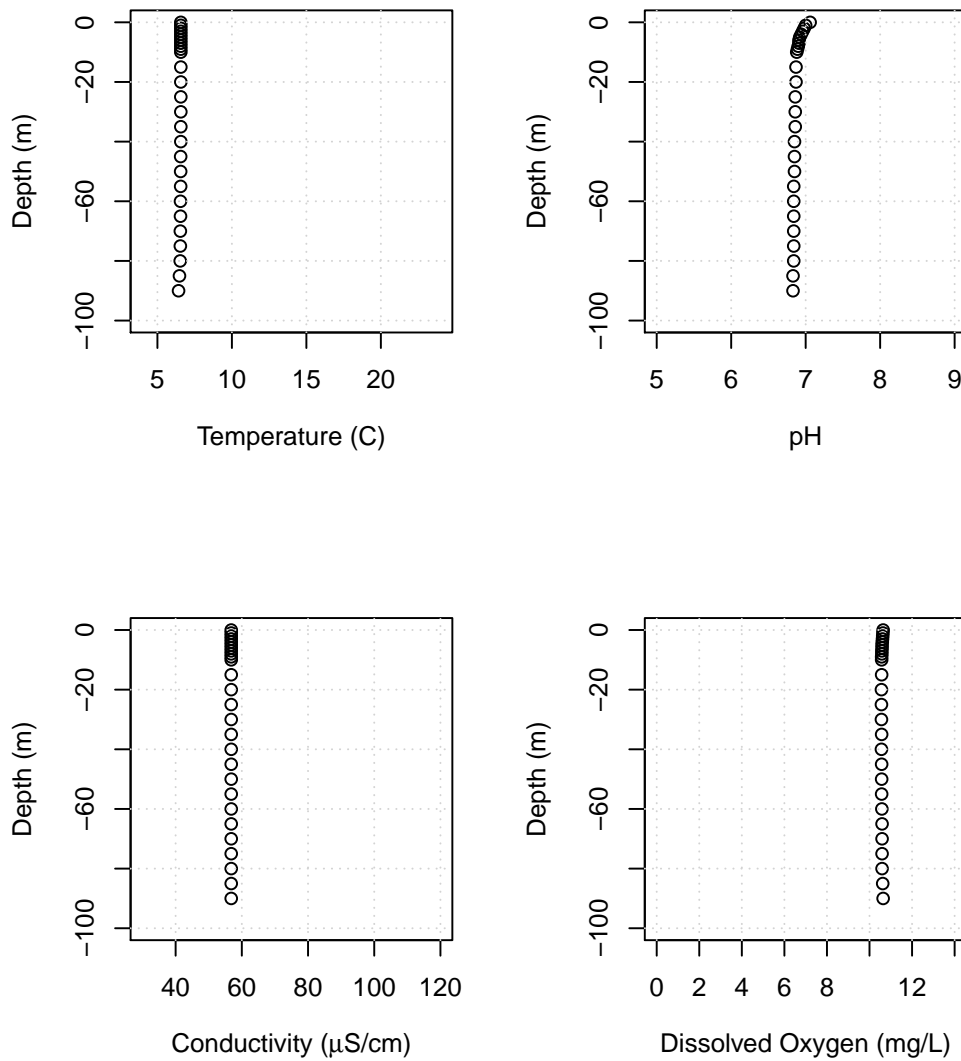 0
−20
−60
−100
Depth (m)
5 10 15 20
Temperature (C)
0
−20
−60
−100
Depth (m)
5 6 7 8 9
pH
0
−20
−60
−100
Depth (m)
40 60 80 100 120
Conductivity (μS/cm)
0
−20
−60
−100
Depth (m)
0 2 4 6 8 12
Dissolved Oxygen (mg/L)